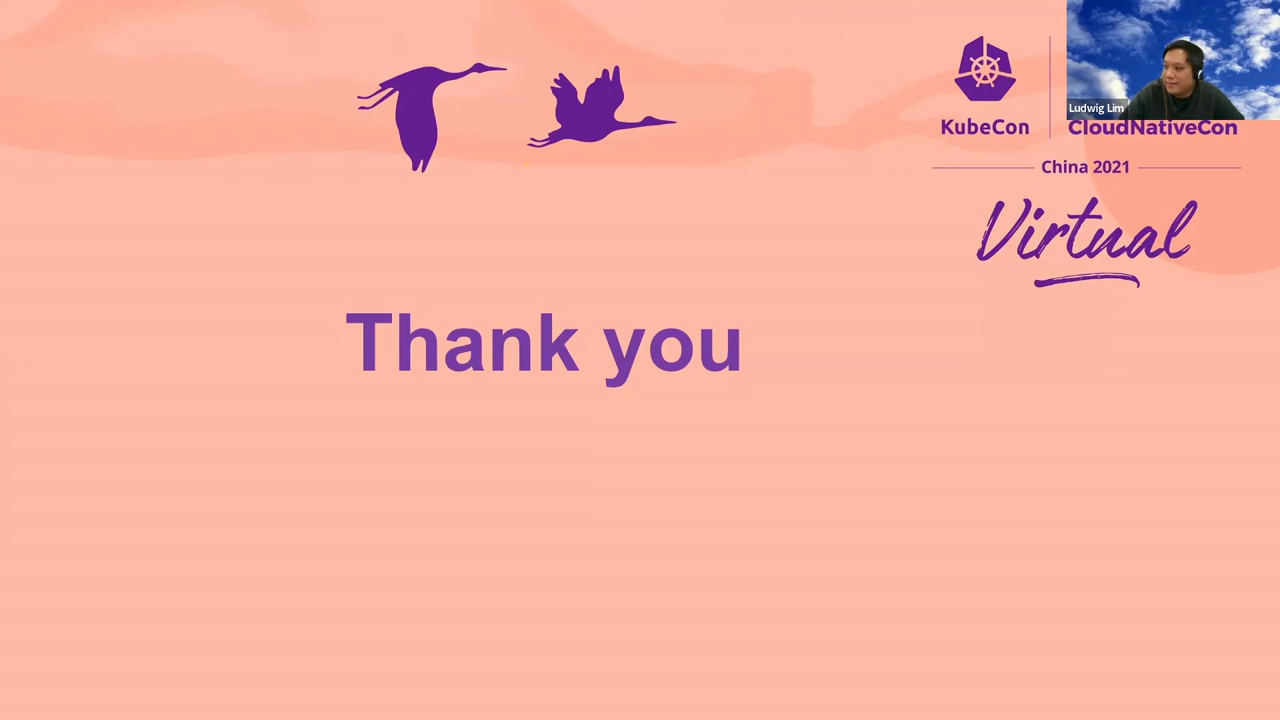 KubeCon
CloudNativeCon
Ludwig Lim
China 2021
Virtual
Thank you